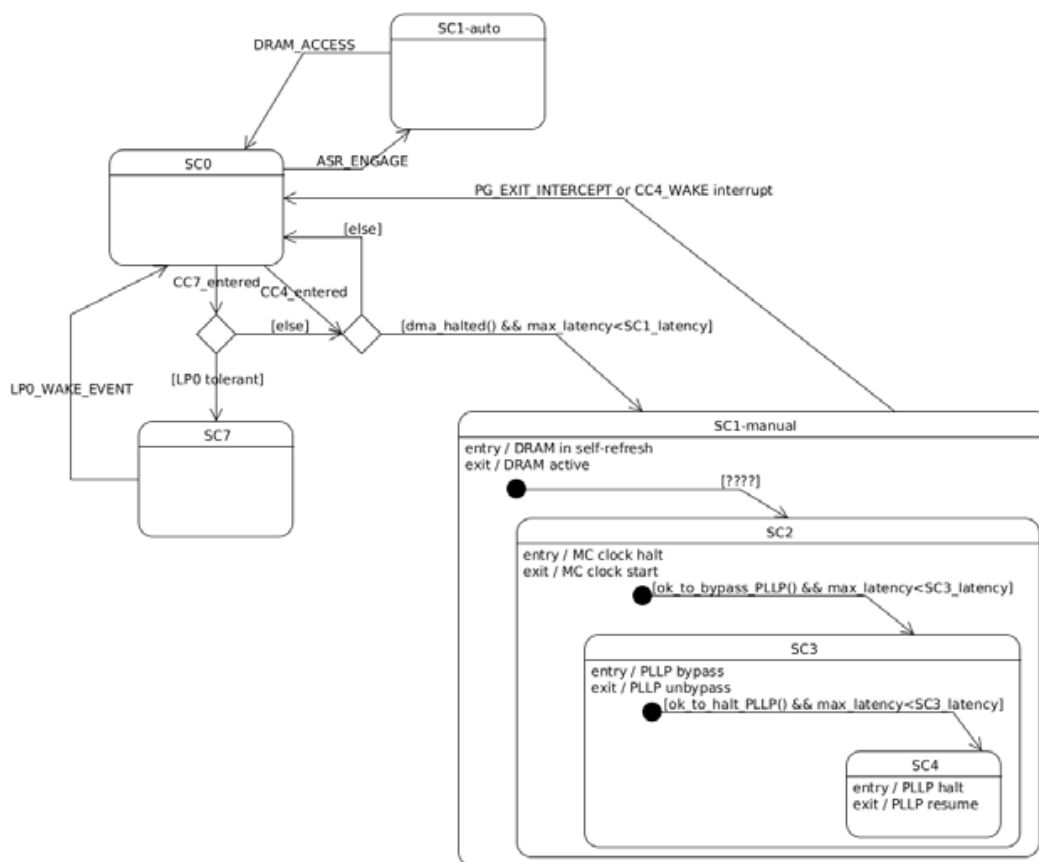 SC1-auto
DRAM_ACCESS
SC0
ASR_ENGAGE
PG_EXIT_INTERCEPT or CC4_WAKE interrupt
[else]
CC7_entered
CC4_entered
[else]
[dma_halted() && max_latency<SC1_latency]
[LP0 tolerant]
LP0_WAKE_EVENT
SC7
SC1-manual
entry / DRAM in self-refresh
exit / DRAM active
[????]
SC2
entry / MC clock halt
exit / MC clock start
[ok_to_bypass_PLLP() && max_latency<SC3_latency]
SC3
entry / PLLP bypass
exit / PLLP unbypass
[ok_to_halt_PLLP() && max_latency<SC3_latency]
SC4
entry / PLLP halt
exit / PLLP resume